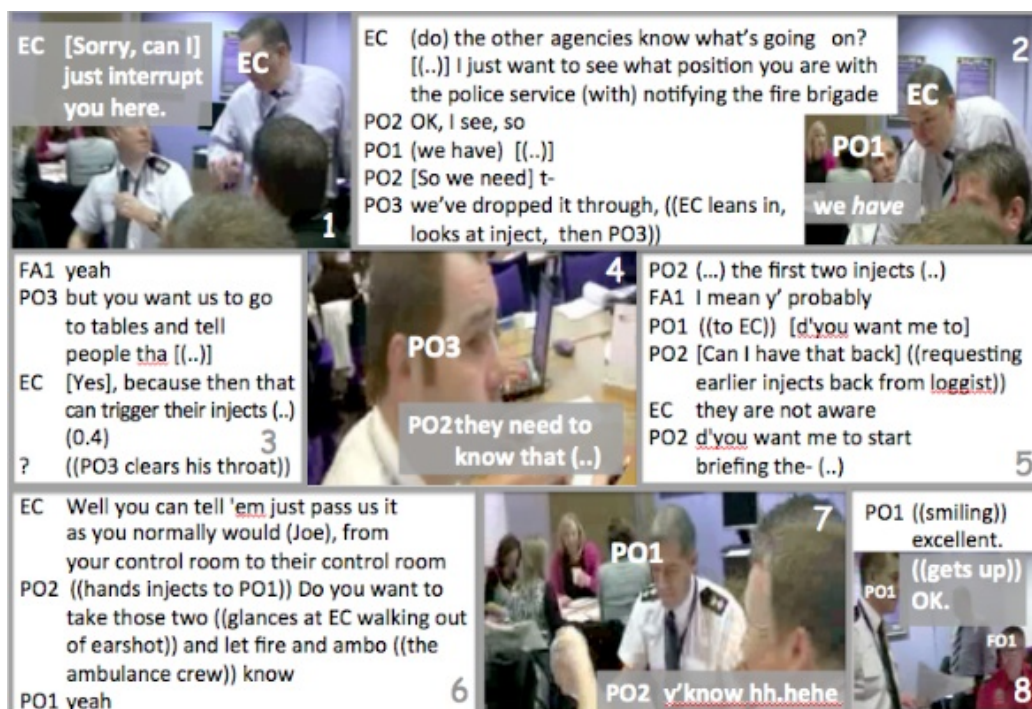 EC [Sorry, can I]
just interrupt
you here.
EC
1
EC (do) the other agencies know what's going on?
[(..)] I just want to see what position you are with
the police service (with) notifying the fire brigade
PO2 OK, I see, so
PO1 (we have) [(..)]
PO2 [So we need] t-
PO3 we've dropped it through, ((EC leans in,
looks at inject, then PO3))
2
EC
PO1
we have
FA1 yeah
PO3 but you want us to go
to tables and tell
people tha [(..)]
EC [Yes], because then that
can trigger their injects (..)
(0.4)
? ((PO3 clears his throat))
3
4
PO3
PO2 they need to
know that (..)
PO2 (...) the first two injects (..)
FA1 I mean y' probably
PO1 ((to EC)) [d'you want me to]
PO2 [Can I have that back] ((requesting
earlier injects back from loggist))
EC they are not aware
PO2 d'you want me to start
briefing the- (..)
5
EC Well you can tell 'em just pass us it
as you normally would (Joe), from
your control room to their control room
PO2 ((hands injects to PO1)) Do you want to
take those two ((glances at EC walking out
of earshot)) and let fire and ambo ((the
ambulance crew)) know
PO1 yeah
6
7
PO1
PO2 y'know hh.hehe
PO1 ((smiling))
excellent.
((gets up))
OK.
PO1
FO1
8